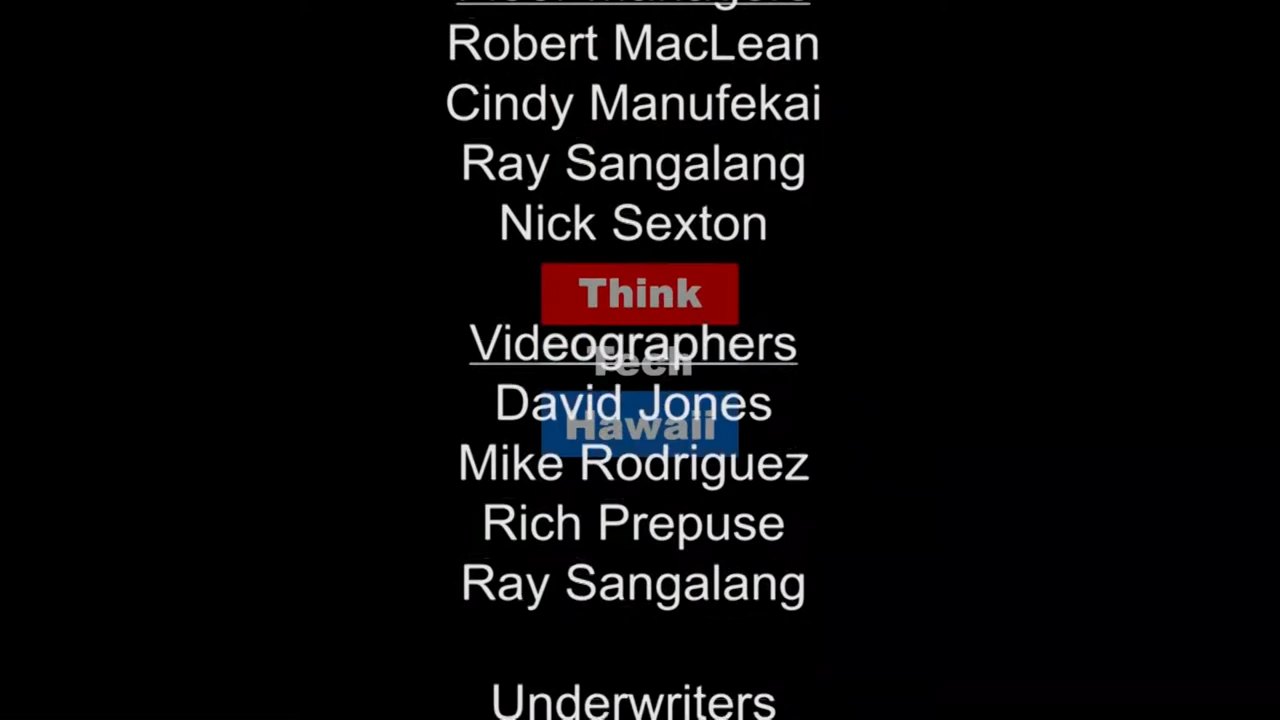 Robert MacLean
Cindy Manufekai
Ray Sangalang
Nick Sexton
Think
Videographers
Tech
David Jones
Hawaii
Mike Rodriguez
Rich Prepuse
Ray Sangalang
Underwriters